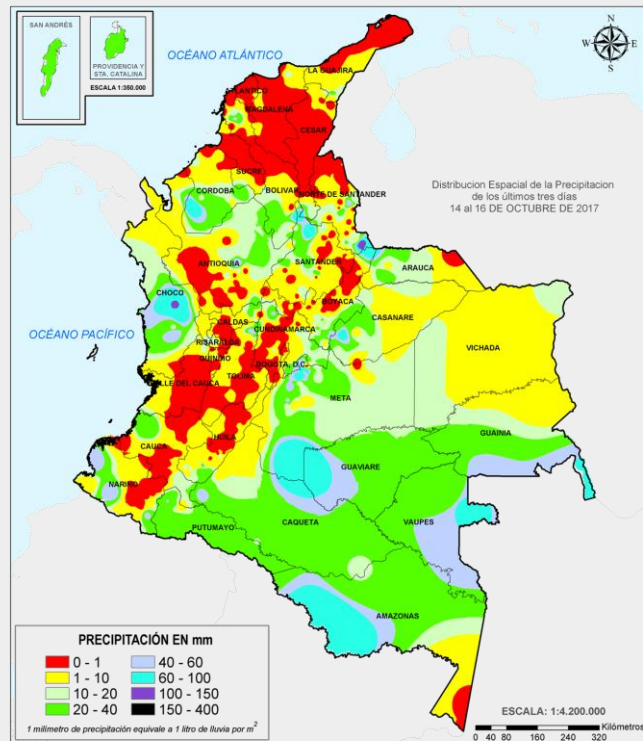 SAN ANDRÉS
PROVIDENCIA Y
STA. CATALINA
ESCALA 1:350.000
OCÉANO ATLÁNTICO
N
W E
S
LA GUAJIRA
ATLANTICO
MAGDALENA
CESAR
SUCRE
CORDOBA
BOLIVAR
NORTE DE SANTANDER
Distribucion Espacial de la Precipitacion
de los últimos tres días
14 al 16 DE OCTUBRE DE 2017
ANTIOQUIA
SANTANDER
ARAUCA
CHOCO
BOYACA
OCÉANO PACÍFICO
CALDAS
CUNDINAMARCA
CASANARE
RISARALDA
VICHADA
QUINDIO
BOGOTA, D.C.
TOLIMA
VALLE DEL CAUCA
META
GUAINIA
CAUCA
HUILA
GUAVIARE
NARIÑO
CAQUETA
VAUPES
PUTUMAYO
AMAZONAS
PRECIPITACIÓN EN mm
0 - 1
40 - 60
1 - 10
60 - 100
10 - 20
100 - 150
20 - 40
150 - 400
1 milimetro de precipitación equivale a 1 litro de lluvia por m²
ESCALA: 1:4.200.000
Kilómetros
0 40 80 160 240 320